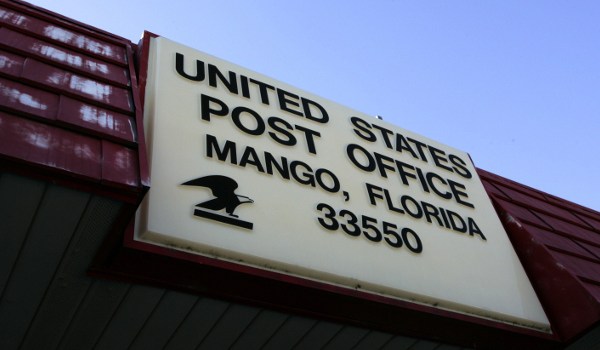 UNITED STATES
POST OFFICE
MANGO, FLORIDA
33550